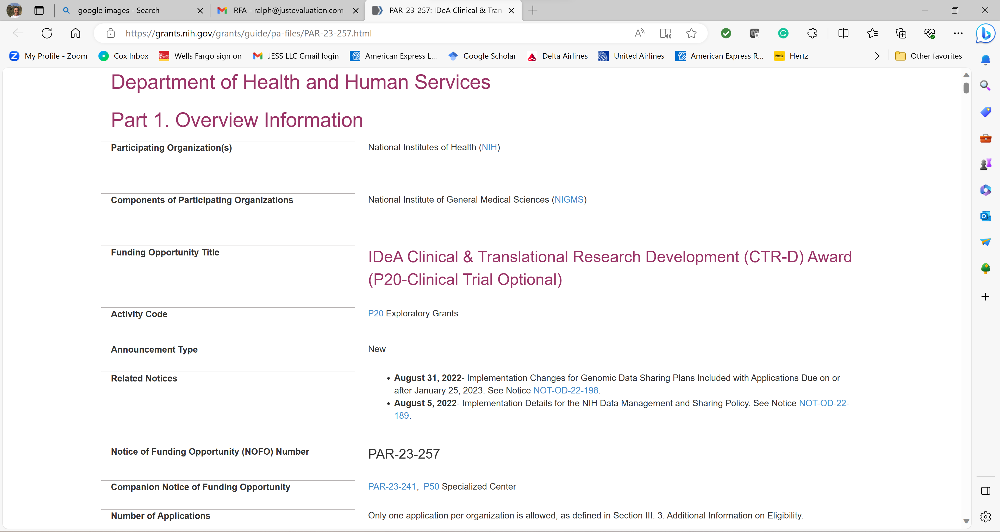 google images - Search
RFA - ralph@justevaluation.com
PAR-23-257: IDeA Clinical & Tran
https://grants.nih.gov/grants/guide/pa-files/PAR-23-257.html
My Profile - Zoom
Cox Inbox
Wells Fargo sign on
JESS LLC Gmail login
American Express L...
Google Scholar
Delta Airlines
United Airlines
American Express R...
Hertz
Other favorites
Department of Health and Human Services
Part 1. Overview Information
Participating Organization(s)
National Institutes of Health (NIH)
Components of Participating Organizations
National Institute of General Medical Sciences (NIGMS)
Funding Opportunity Title
IDeA Clinical & Translational Research Development (CTR-D) Award
(P20-Clinical Trial Optional)
Activity Code
P20 Exploratory Grants
Announcement Type
New
Related Notices
• August 31, 2022- Implementation Changes for Genomic Data Sharing Plans Included with Applications Due on or
after January 25, 2023. See Notice NOT-OD-22-198.
• August 5, 2022- Implementation Details for the NIH Data Management and Sharing Policy. See Notice NOT-OD-22-
189.
Notice of Funding Opportunity (NOFO) Number
PAR-23-257
Companion Notice of Funding Opportunity
PAR-23-241, P50 Specialized Center
Number of Applications
Only one application per organization is allowed, as defined in Section III. 3. Additional Information on Eligibility.